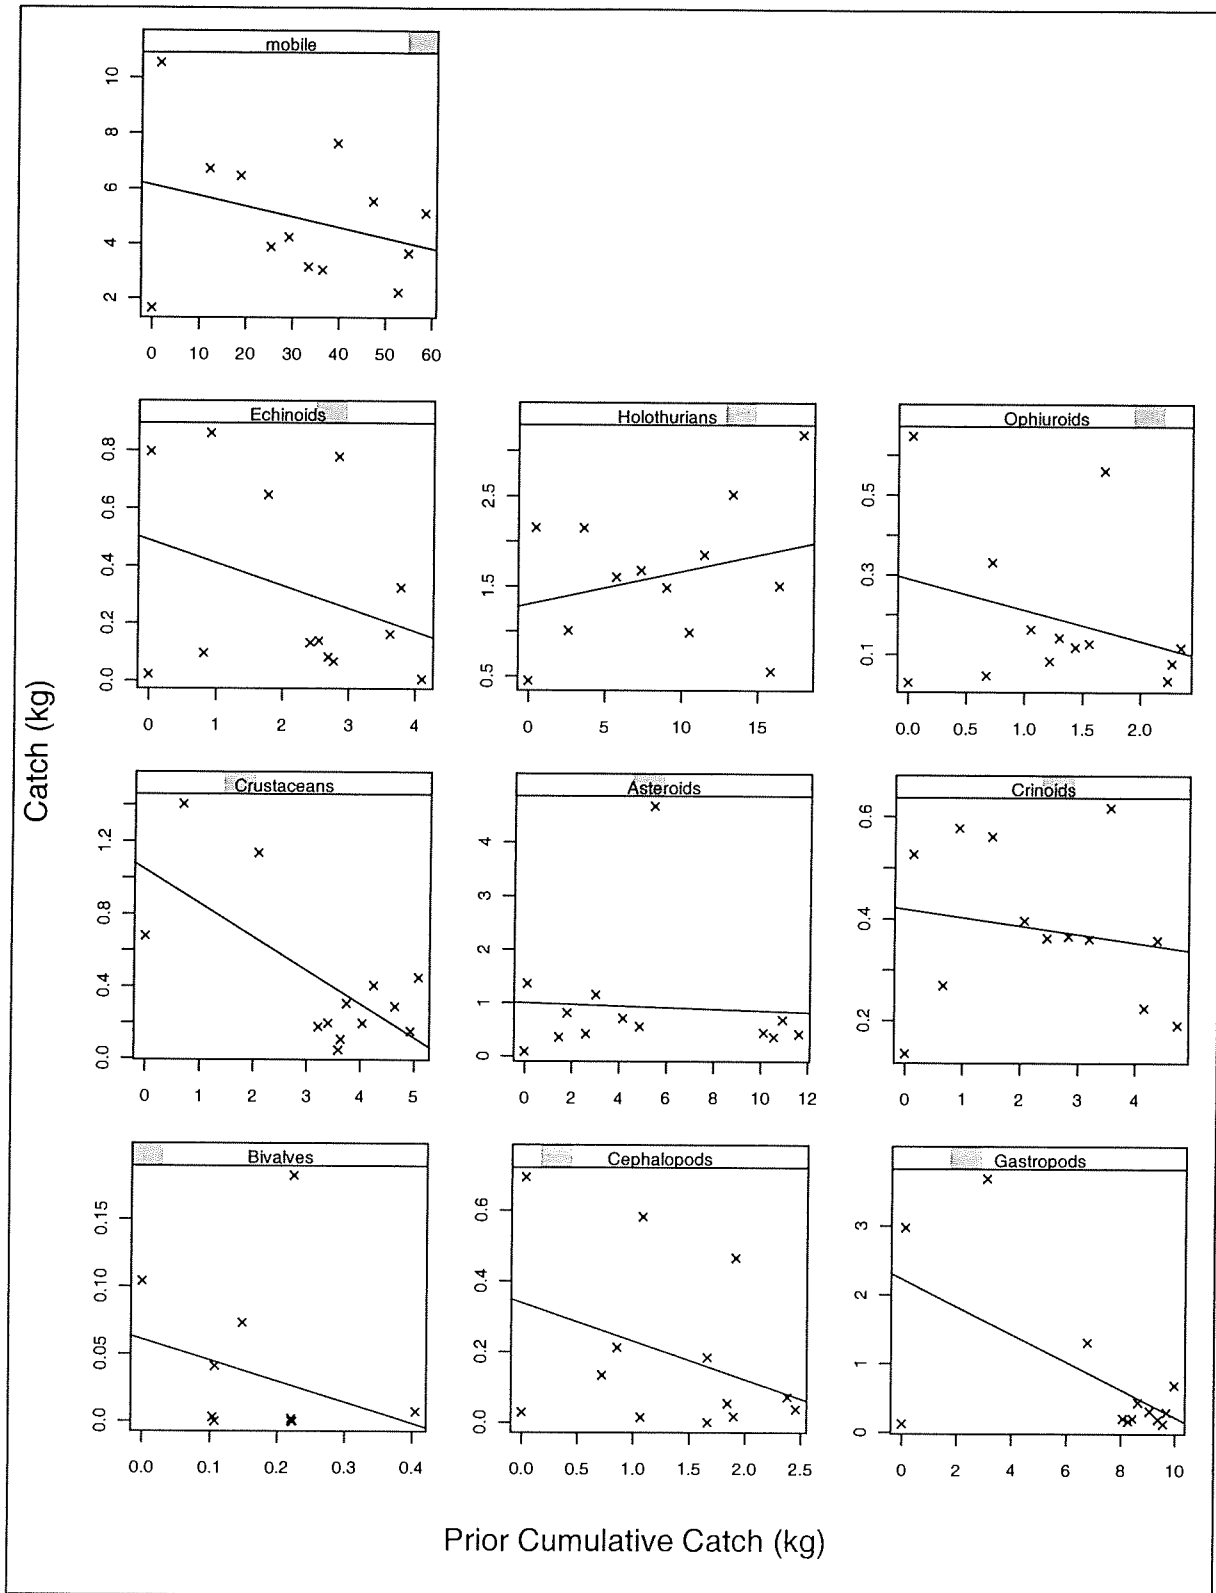 mobile
10
8
6
4
2
0 10 20 30 40 50 60
Echinoids Holothurians Ophiuroids
0.8
0.6
0.4
0.2
0.0
2.5
1.5
0.5
0.5
0.3
0.1
0 1 2 3 4
0 5 10 15
0.0 0.5 1.0 1.5 2.0
Catch (kg)
Crustaceans Asteroids Crinoids
1.2
0.8
0.4
0.0
4
3
2
1
0
0.6
0.4
0.2
0 1 2 3 4 5
0 2 4 6 8 10 12
0 1 2 3 4
Bivalves Cephalopods Gastropods
0.15
0.10
0.05
0.0
0.6
0.4
0.2
0.0
3
2
1
0
0.0 0.1 0.2 0.3 0.4
0.0 0.5 1.0 1.5 2.0 2.5
0 2 4 6 8 10
Prior Cumulative Catch (kg)